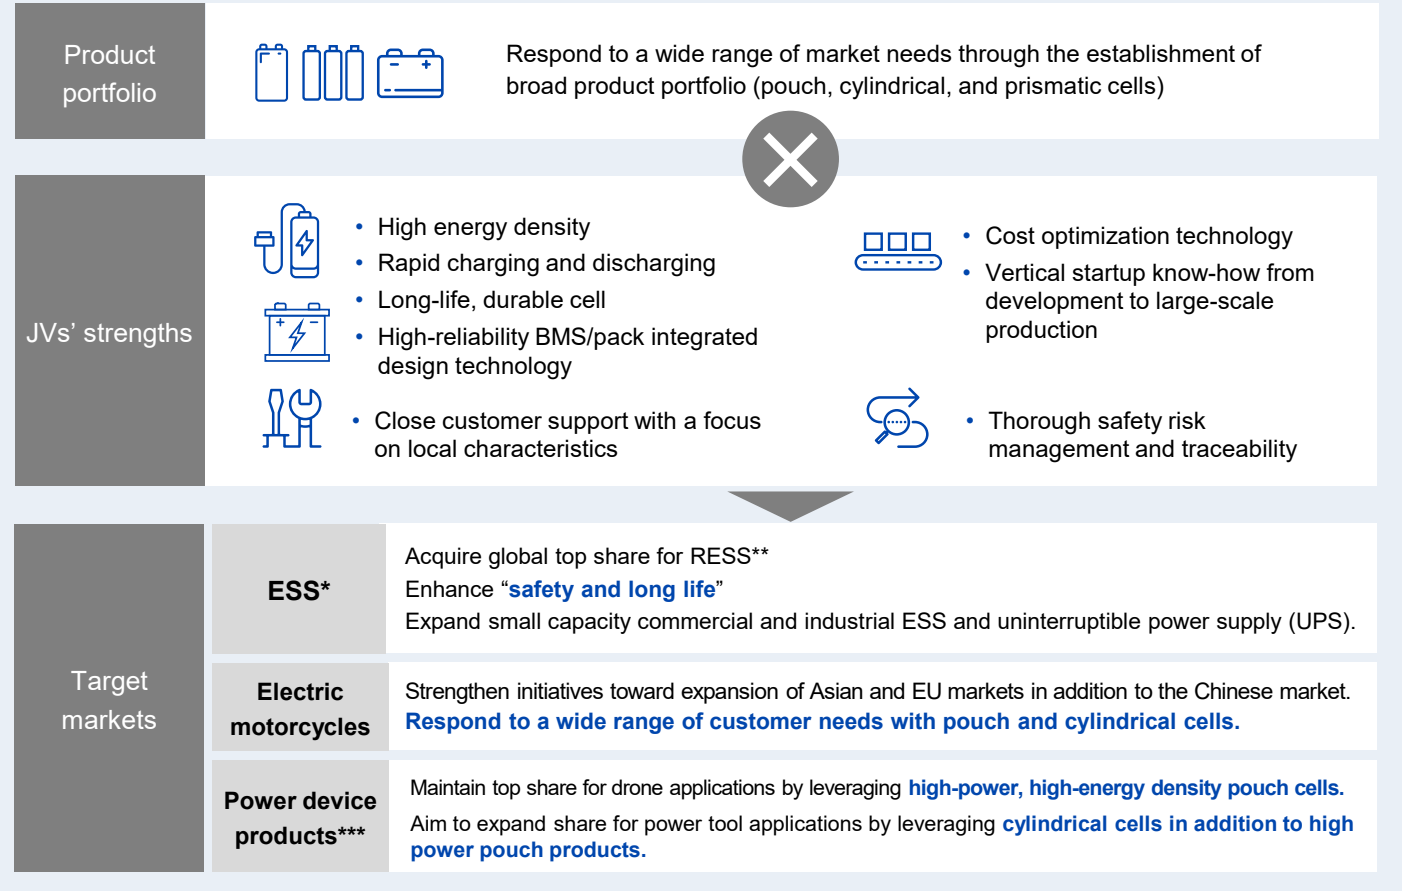 Product
portfolio
Respond to a wide range of market needs through the establishment of
broad product portfolio (pouch, cylindrical, and prismatic cells)
JVs’ strengths
• High energy density
• Rapid charging and discharging
• Long-life, durable cell
• High-reliability BMS/pack integrated
design technology
• Close customer support with a focus
on local characteristics
• Cost optimization technology
• Vertical startup know-how from
development to large-scale
production
• Thorough safety risk
management and traceability
Target
markets
ESS*
Acquire global top share for RESS**
Enhance “safety and long life”
Expand small capacity commercial and industrial ESS and uninterruptible power supply (UPS).
Electric
motorcycles
Strengthen initiatives toward expansion of Asian and EU markets in addition to the Chinese market.
Respond to a wide range of customer needs with pouch and cylindrical cells.
Power device
products***
Maintain top share for drone applications by leveraging high-power, high-energy density pouch cells.
Aim to expand share for power tool applications by leveraging cylindrical cells in addition to high
power pouch products.